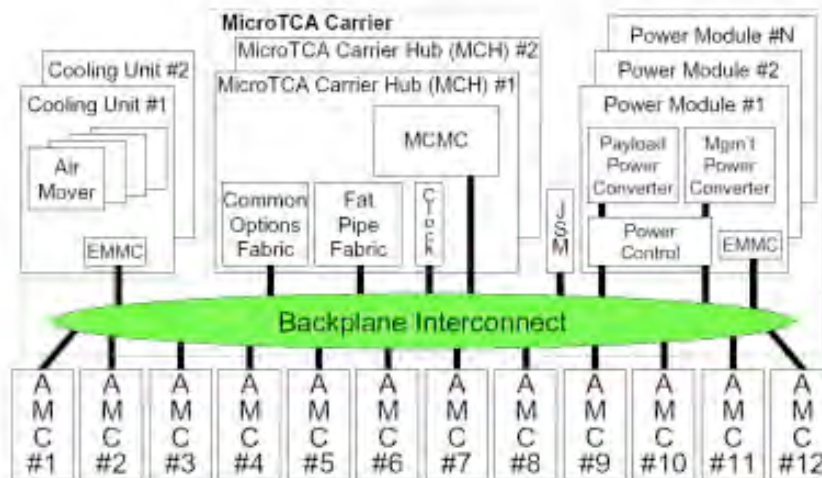 MicroTCA Carrier
MicroTCA Carrier Hub (MCH) #2
MicroTCA Carrier Hub (MCH) #1
MCMC
Common
Options
Fabric
Fat
Pipe
Fabric
Clock
Cooling Unit #2
Cooling Unit #1
Air
Mover
EMMC
JSM
Power Module #N
Power Module #2
Power Module #1
Payload
Power
Converter
Mgm't
Power
Converter
Power
Control
EMMC
Backplane Interconnect
AMC #1
AMC #2
AMC #3
AMC #4
AMC #5
AMC #6
AMC #7
AMC #8
AMC #9
AMC #10
AMC #11
AMC #12